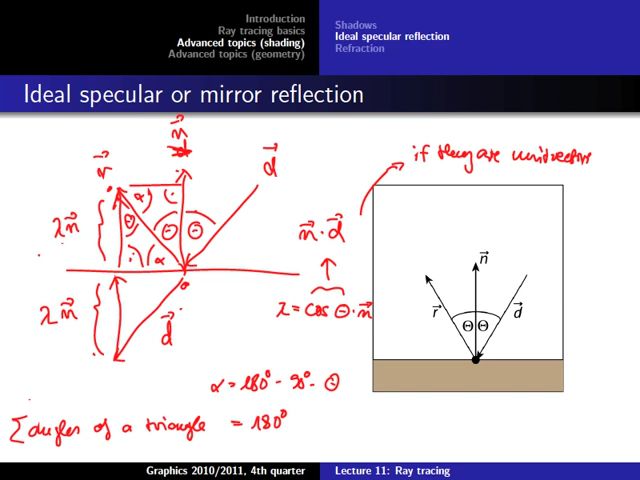 Introduction
Ray tracing basics
Advanced topics (shading)
Advanced topics (geometry)
Shadows
Ideal specular reflection
Refraction
Ideal specular or mirror reflection
if they are unit vectors
n⃗
r⃗
d⃗
α
λn⃗
Θ
Θ
Θ
α
n⃗ · d⃗
λn⃗
d⃗
λ = cos Θ · n⃗
n⃗
r⃗
d⃗
Θ
Θ
α = 180° - 90° - Θ
Σ angles of a triangle = 180°
Graphics 2010/2011, 4th quarter
Lecture 11: Ray tracing